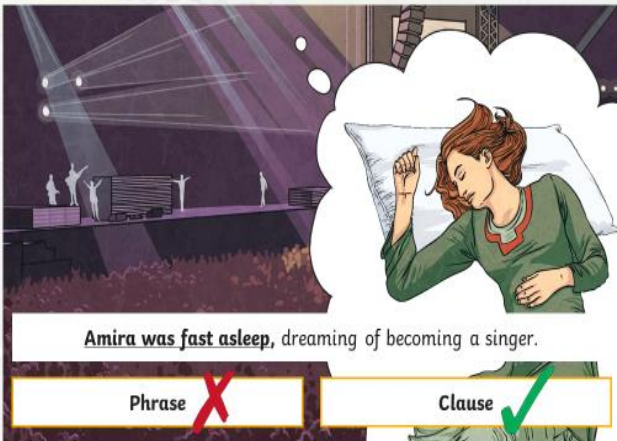 Amira was fast asleep, dreaming of becoming a singer.
Phrase
Clause